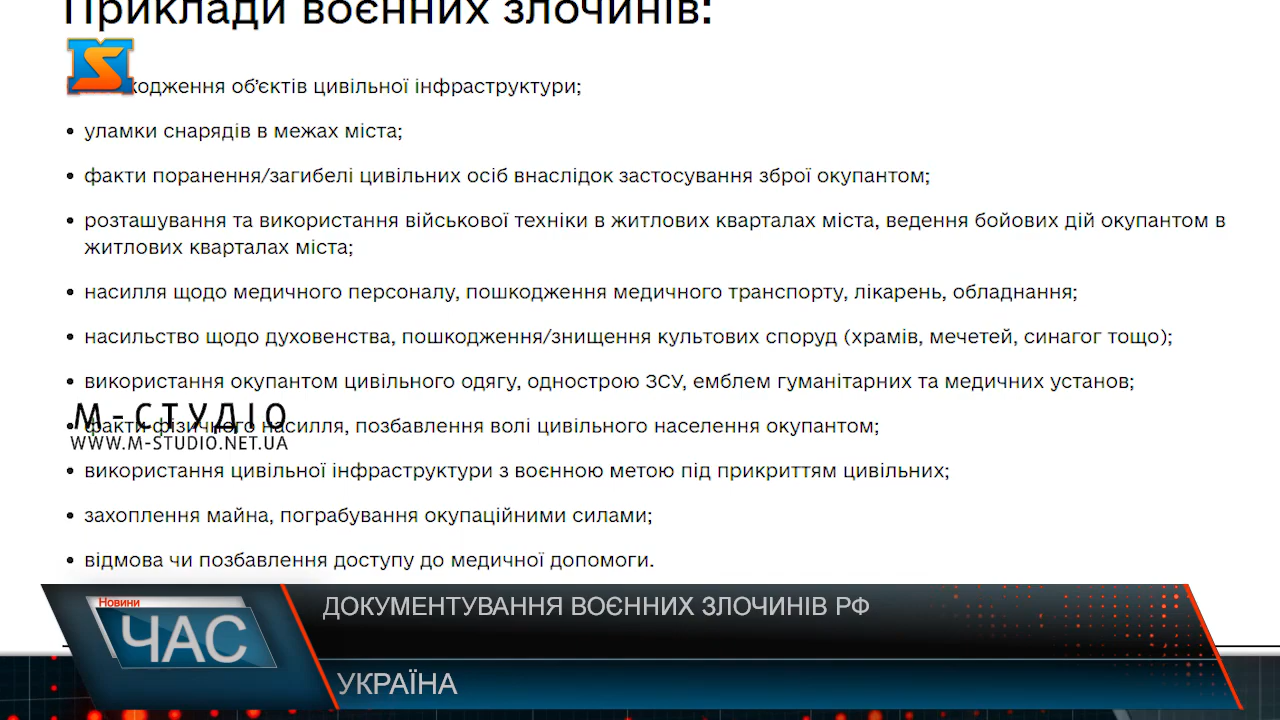 Приклади воєнних злочинів:
об’єктів цивільної інфраструктури;
• уламки снарядів в межах міста;
• факти поранення/загибелі цивільних осіб внаслідок застосування зброї окупантом;
• розташування та використання військової техніки в житлових кварталах міста, ведення бойових дій окупантом в
житлових кварталах міста;
• насилля щодо медичного персоналу, пошкодження медичного транспорту, лікарень, обладнання;
• насильство щодо духовенства, пошкодження/знищення культових споруд (храмів, мечетей, синагог тощо);
• використання окупантом цивільного одягу, однострою ЗСУ, емблем гуманітарних та медичних установ;
М-СТУДІО
• факти фізичного насилля, позбавлення волі цивільного населення окупантом;
WWW.M-STUDIO.NET.UA
• використання цивільної інфраструктури з воєнною метою під прикриттям цивільних;
• захоплення майна, пограбування окупаційними силами;
• відмова чи позбавлення доступу до медичної допомоги.
Новини
ЧАС
ДОКУМЕНТУВАННЯ ВОЄННИХ ЗЛОЧИНІВ РФ
УКРАЇНА